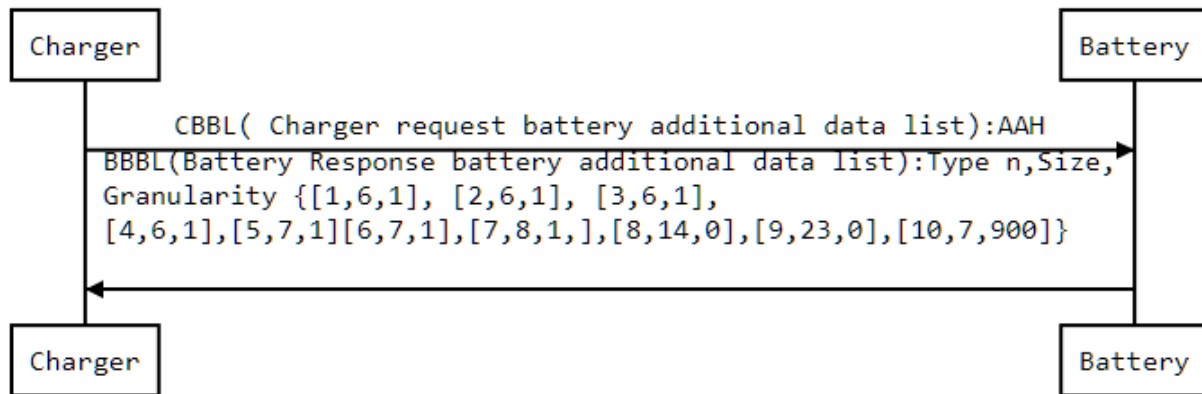 Charger Battery
CBBL( Charger request battery additional data list):AAH
BBBL(Battery Response battery additional data list):Type n,Size,
Granularity {[1,6,1], [2,6,1], [3,6,1],
[4,6,1],[5,7,1][6,7,1],[7,8,1,],[8,14,0],[9,23,0],[10,7,900]}
Charger Battery